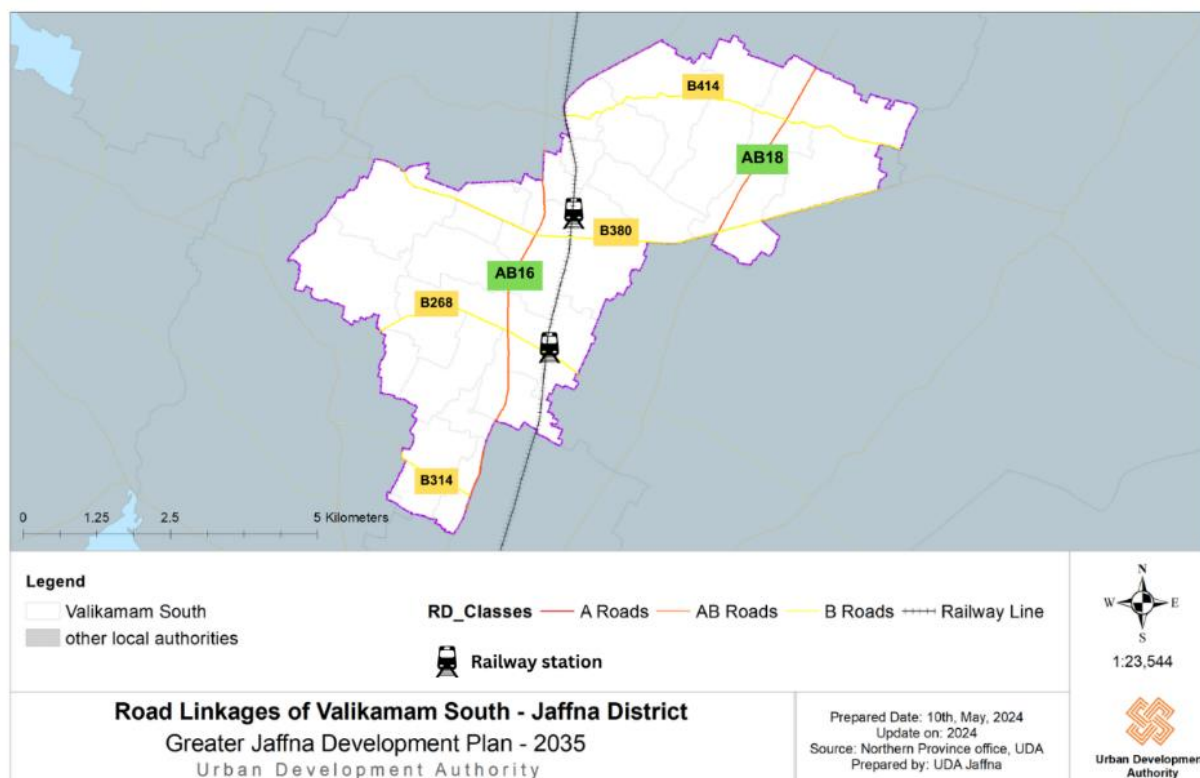 B414
AB18
B380
AB16
B268
B314
0 1.25 2.5 5 Kilometers
Legend
Valikamam South
other local authorities
RD_Classes A Roads AB Roads B Roads Railway Line
Railway station
N
W E
S
1:23,544
Road Linkages of Valikamam South - Jaffna District
Greater Jaffna Development Plan - 2035
Urban Development Authority
Prepared Date: 10th, May, 2024
Update on: 2024
Source: Northern Province office, UDA
Prepared by: UDA Jaffna
Urban Development
Authority